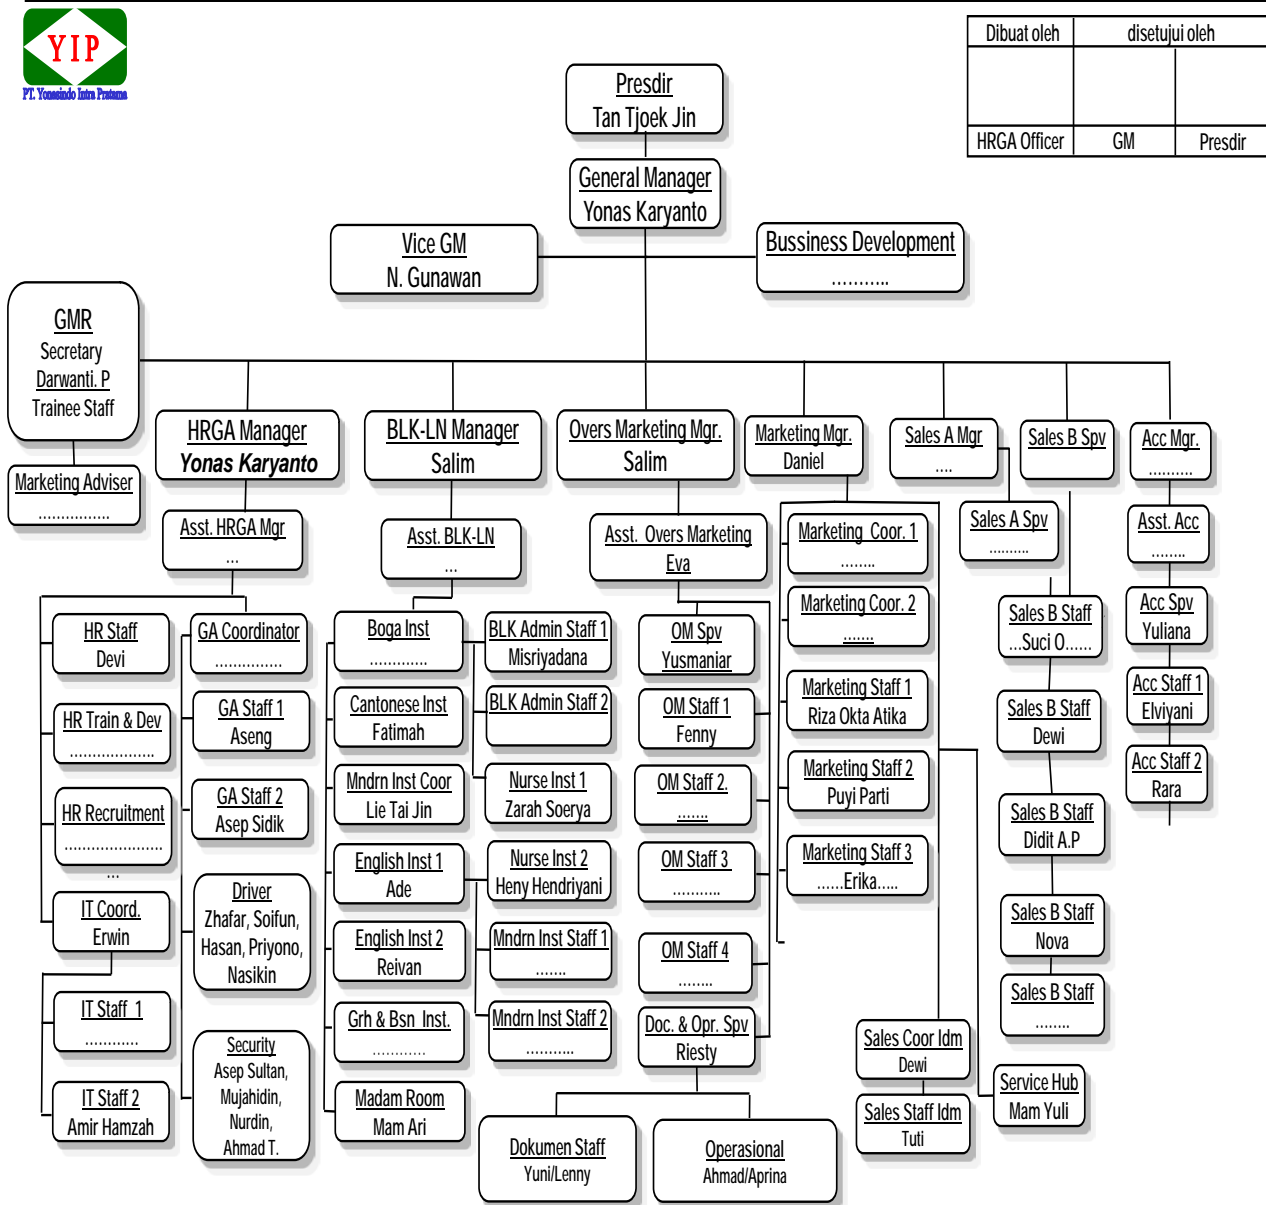 YIP
PT. Yonasindo Intra Pratama
Dibuat oleh
disetujui oleh
HRGA Officer
GM
Presdir
Presdir
Tan Tjoek Jin
General Manager
Yonas Karyanto
Vice GM
N. Gunawan
Bussiness Development
...........
GMR
Secretary
Darwanti. P
Trainee Staff
Marketing Adviser
................
HRGA Manager
Yonas Karyanto
BLK-LN Manager
Salim
Overs Marketing Mgr.
Salim
Marketing Mgr.
Daniel
Sales A Mgr
....
Sales B Spv
Acc Mgr.
..........
Asst. HRGA Mgr
...
Asst. BLK-LN
...
Asst. Overs Marketing
Eva
Marketing Coor. 1
........
Sales A Spv
..........
Asst. Acc
........
HR Staff
Devi
GA Coordinator
...............
Boga Inst
.............
BLK Admin Staff 1
Misriyadana
OM Spv
Yusmaniar
Marketing Coor. 2
.......
Sales B Staff
...Suci O......
Acc Spv
Yuliana
HR Train & Dev
...................
GA Staff 1
Aseng
Cantonese Inst
Fatimah
BLK Admin Staff 2
OM Staff 1
Fenny
Marketing Staff 1
Riza Okta Atika
Sales B Staff
Dewi
Acc Staff 1
Elviyani
HR Recruitment
......................
...
GA Staff 2
Asep Sidik
Mndrn Inst Coor
Lie Tai Jin
Nurse Inst 1
Zarah Soerya
OM Staff 2.
.......
Marketing Staff 2
Puyi Parti
Sales B Staff
Didit A.P
Acc Staff 2
Rara
IT Coord.
Erwin
Driver
Zhafar, Soifun,
Hasan, Priyono,
Nasikin
English Inst 1
Ade
Nurse Inst 2
Heny Hendriyani
OM Staff 3
...........
Marketing Staff 3
......Erika.....
Sales B Staff
Nova
English Inst 2
Reivan
Mndrn Inst Staff 1
.......
OM Staff 4
........
Sales B Staff
........
IT Staff 1
............
Security
Asep Sultan,
Mujahidin,
Nurdin,
Ahmad T.
Grh & Bsn Inst.
............
Mndrn Inst Staff 2
...........
Doc. & Opr. Spv
Riesty
Sales Coor Idm
Dewi
IT Staff 2
Amir Hamzah
Madam Room
Mam Ari
Sales Staff Idm
Tuti
Service Hub
Mam Yuli
Dokumen Staff
Yuni/Lenny
Operasional
Ahmad/Aprina